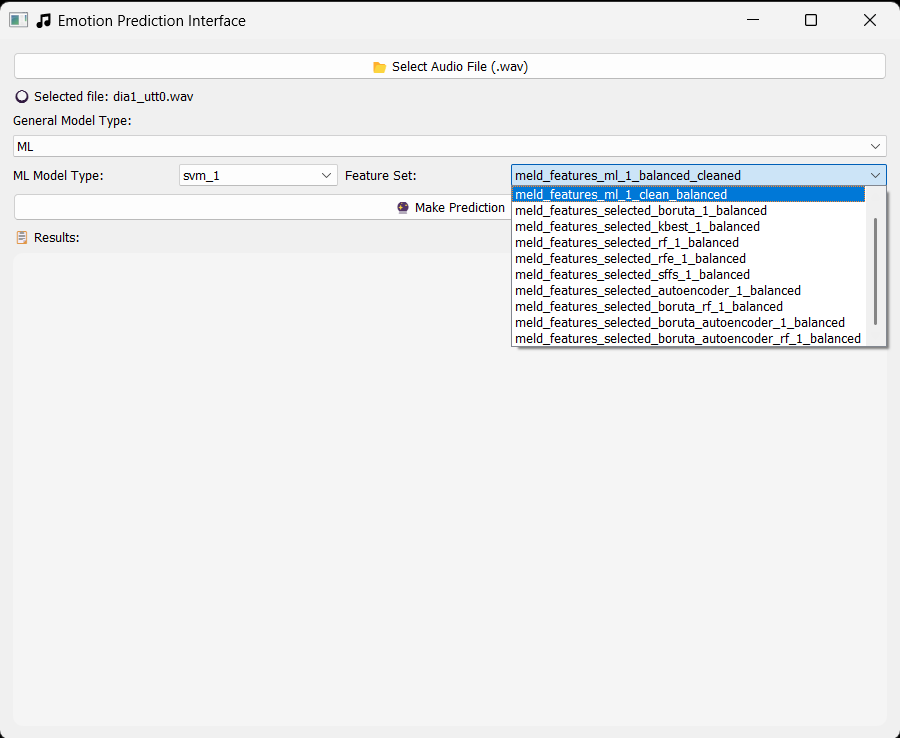 Emotion Prediction Interface
Select Audio File (.wav)
Selected file: dia1_utt0.wav
General Model Type:
ML
ML Model Type: svm_1 Feature Set: meld_features_ml_1_balanced_cleaned
meld_features_ml_1_clean_balanced
meld_features_selected_boruta_1_balanced
Make Prediction
meld_features_selected_kbest_1_balanced
meld_features_selected_rf_1_balanced
Results:
meld_features_selected_rfe_1_balanced
meld_features_selected_sffs_1_balanced
meld_features_selected_autoencoder_1_balanced
meld_features_selected_boruta_rf_1_balanced
meld_features_selected_boruta_autoencoder_1_balanced
meld_features_selected_boruta_autoencoder_rf_1_balanced